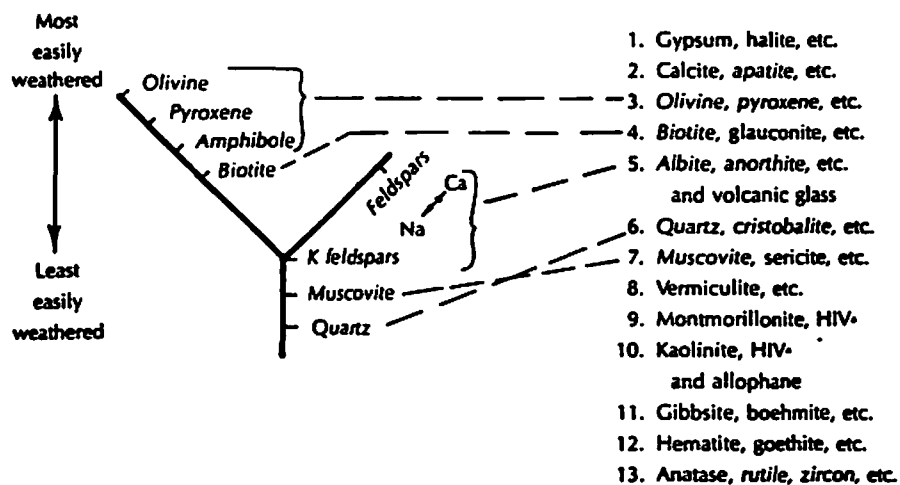 Most
easily
weathered
Least
easily
weathered
Olivine
Pyroxene
Amphibole
Biotite
Feldspars
Ca
Na
K feldspars
Muscovite
Quartz
1. Gypsum, halite, etc.
2. Calcite, apatite, etc.
3. Olivine, pyroxene, etc.
4. Biotite, glauconite, etc.
5. Albite, anorthite, etc.
and volcanic glass
6. Quartz, cristobalite, etc.
7. Muscovite, sericite, etc.
8. Vermiculite, etc.
9. Montmorillonite, HIV*
10. Kaolinite, HIV*
and allophane
11. Gibbsite, boehmite, etc.
12. Hematite, goethite, etc.
13. Anatase, rutile, zircon, etc.